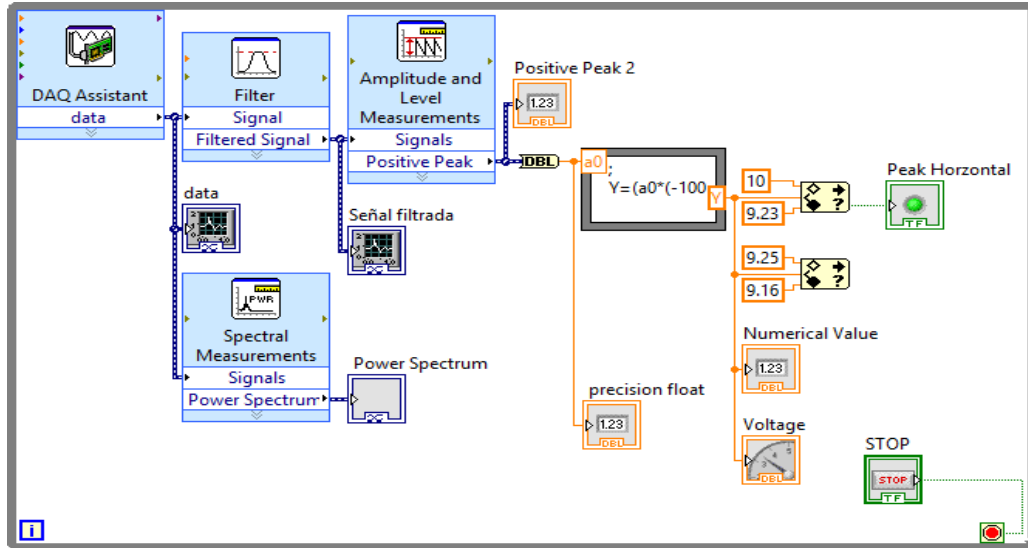 DAQ Assistant
data
Filter
Signal
Filtered Signal
Amplitude and
Level
Measurements
Signals
Positive Peak
Positive Peak 2
1.23
DBL
DBL
a0
;
Y=(a0*(-100
Y
10
9.23
?
Peak Horzontal
TF
data
Señal filtrada
9.25
9.16
?
PWR
Spectral
Measurements
Signals
Power Spectrum
Power Spectrum
precision float
1.23
DBL
Numerical Value
1.23
DBL
Voltage
3
4
5
DBL
STOP
STOP
TF
i